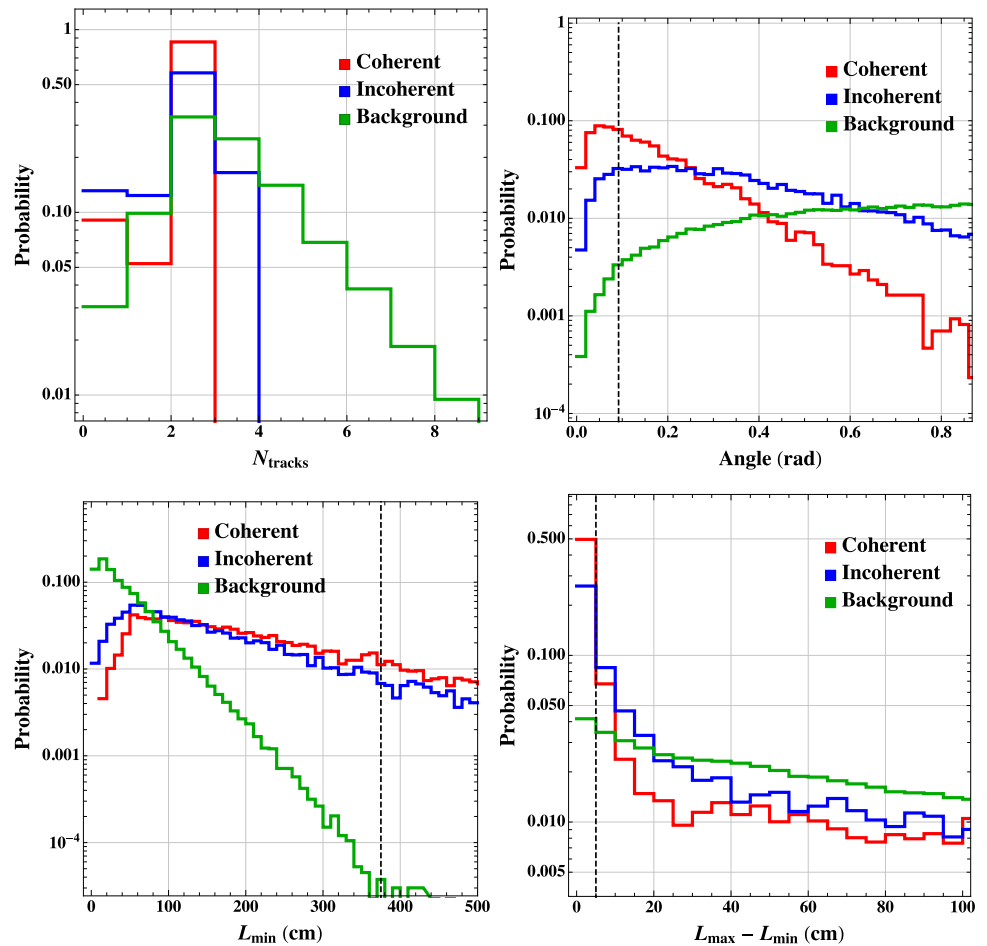 1
0.50
0.10
0.05
0.01
Probability
Coherent
Incoherent
Background
0 2 4 6 8
N_tracks
1
0.100
0.010
0.001
10⁻⁴
Probability
Coherent
Incoherent
Background
0.0 0.2 0.4 0.6 0.8
Angle (rad)
0.100
0.010
0.001
10⁻⁴
Probability
Coherent
Incoherent
Background
0 100 200 300 400 500
L_min (cm)
0.500
0.100
0.050
0.010
0.005
Probability
Coherent
Incoherent
Background
0 20 40 60 80 100
L_max − L_min (cm)